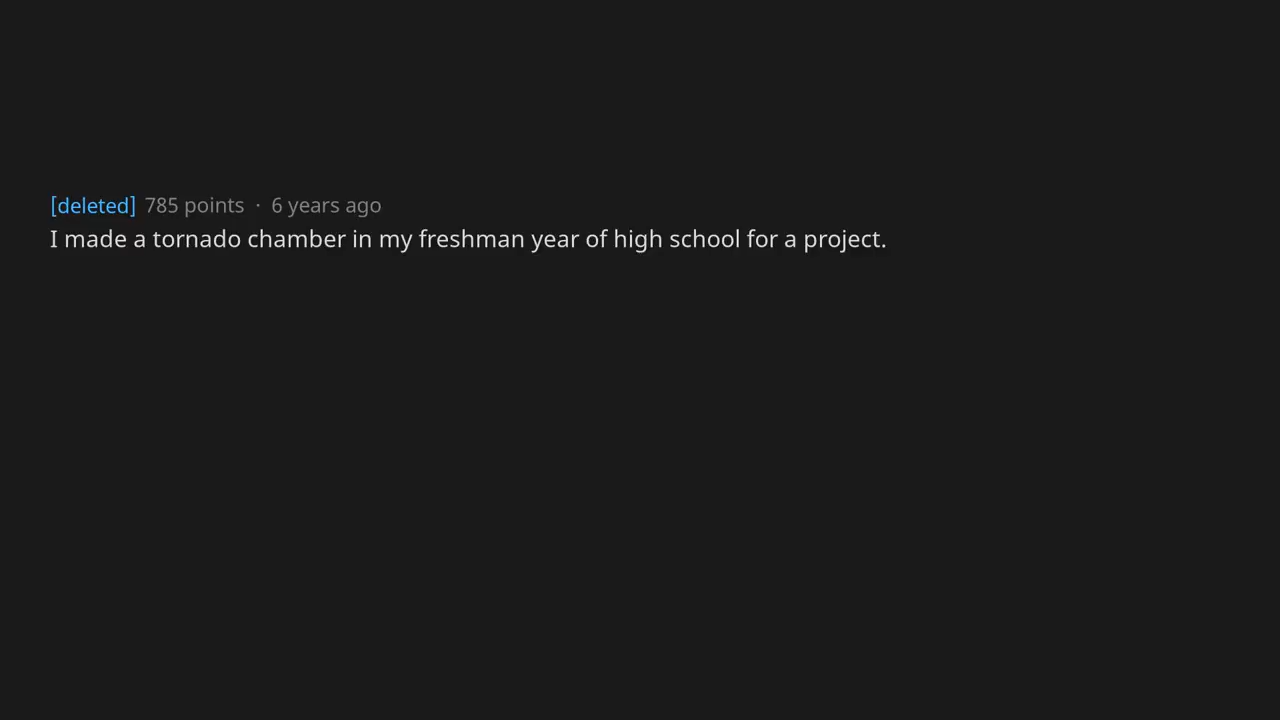 [deleted] 785 points · 6 years ago
I made a tornado chamber in my freshman year of high school for a project.